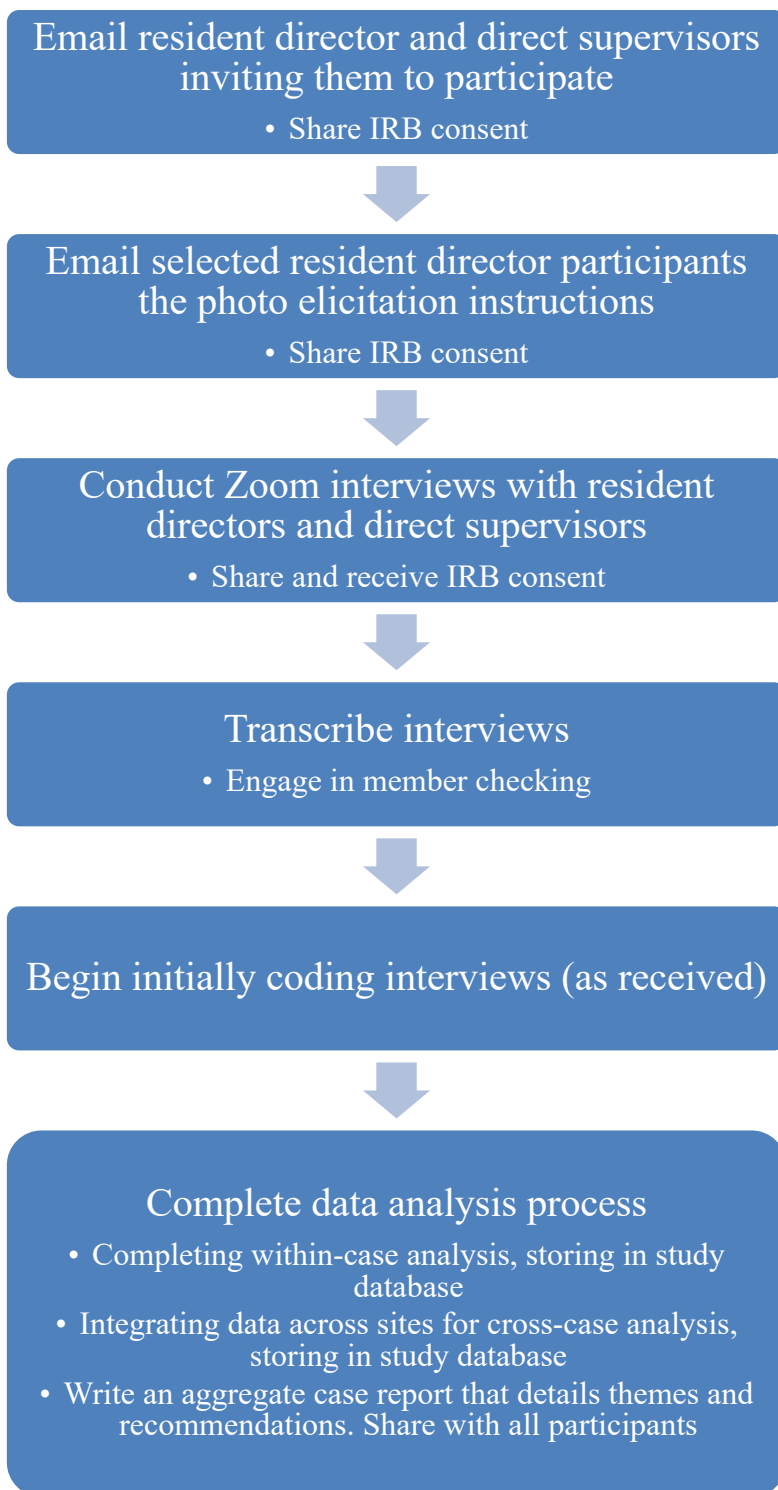 Email resident director and direct supervisors
inviting them to participate
• Share IRB consent
Email selected resident director participants
the photo elicitation instructions
• Share IRB consent
Conduct Zoom interviews with resident
directors and direct supervisors
• Share and receive IRB consent
Transcribe interviews
• Engage in member checking
Begin initially coding interviews (as received)
Complete data analysis process
• Completing within-case analysis, storing in study
database
• Integrating data across sites for cross-case analysis,
storing in study database
• Write an aggregate case report that details themes and
recommendations. Share with all participants